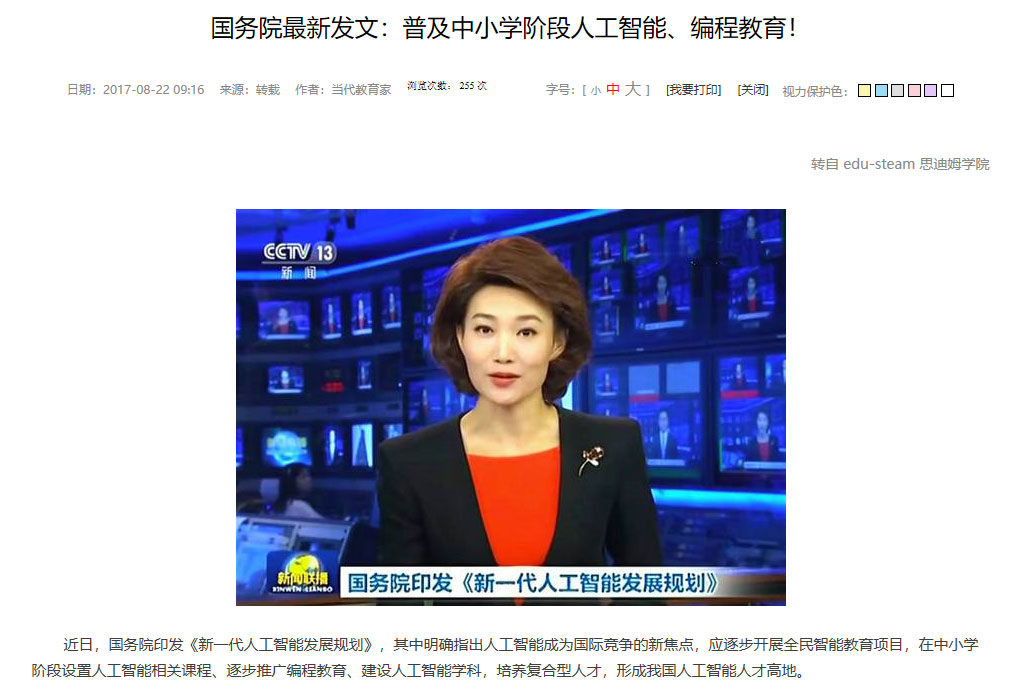 国务院最新发文：普及中小学阶段人工智能、编程教育！
日期：2017-08-22 09:16 来源：转载 作者：当代教育家 浏览次数： 255 次 字号：[ 小 中 大 ] [我要打印] [关闭] 视力保护色：
转自 edu-steam 思迪姆学院
CCTV 13
新闻
新闻联播
XINWEN LIANBO
国务院印发《新一代人工智能发展规划》
近日，国务院印发《新一代人工智能发展规划》，其中明确指出人工智能成为国际竞争的新焦点，应逐步开展全民智能教育项目，在中小学
阶段设置人工智能相关课程、逐步推广编程教育、建设人工智能学科，培养复合型人才，形成我国人工智能人才高地。